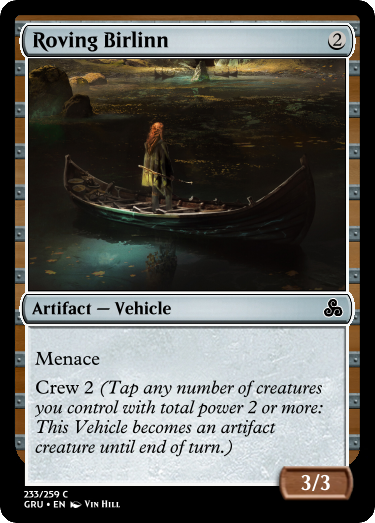 Roving Birlinn 2
Artifact — Vehicle
Menace
Crew 2 (Tap any number of creatures
you control with total power 2 or more:
This Vehicle becomes an artifact
creature until end of turn.)
3/3
233/259 C
GRU • EN Vin Hill